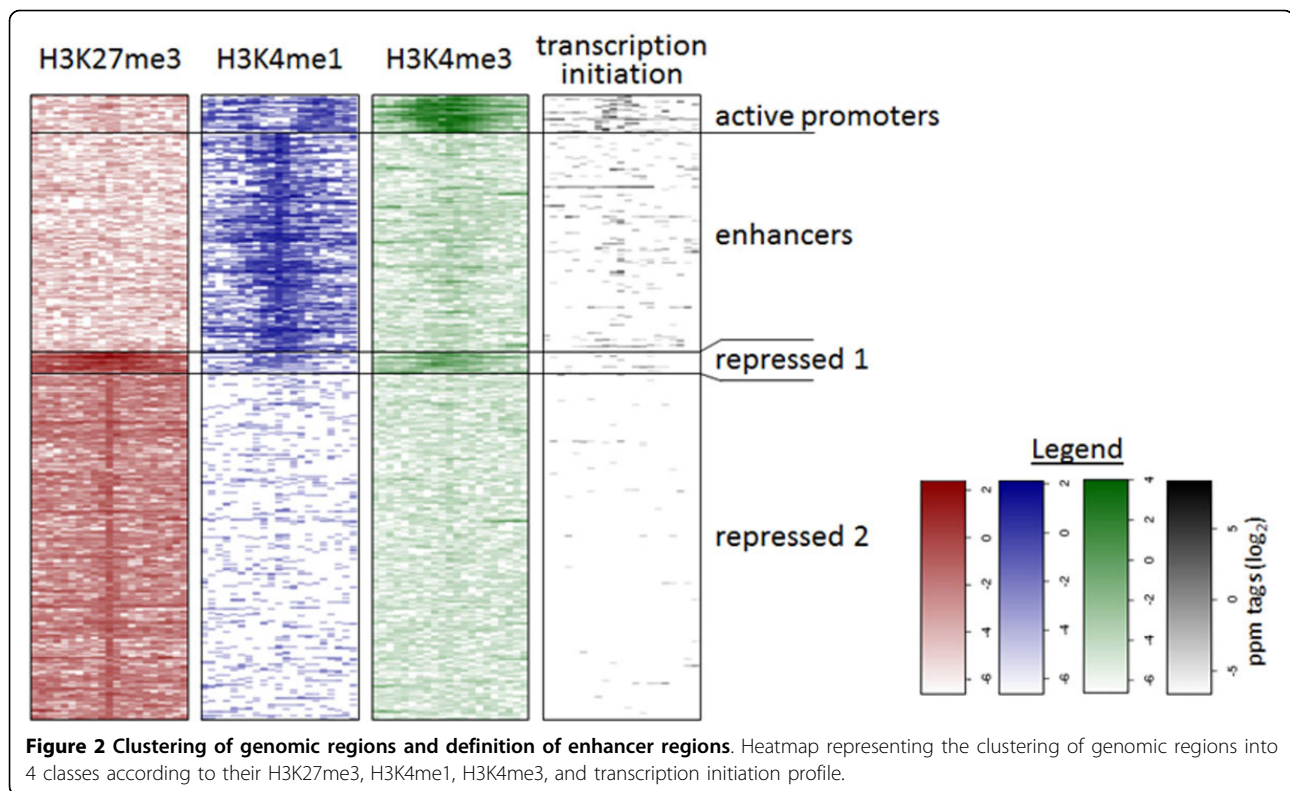 H3K27me3 H3K4me1 H3K4me3 transcription initiation
active promoters
enhancers
repressed 1
repressed 2
Legend
2 0 -2 -4 -6
2 0 -2 -4 -6
4 2 0 -2 -4 -6
5 0 -5
ppm tags (log₂)
Figure 2 Clustering of genomic regions and definition of enhancer regions. Heatmap representing the clustering of genomic regions into
4 classes according to their H3K27me3, H3K4me1, H3K4me3, and transcription initiation profile.